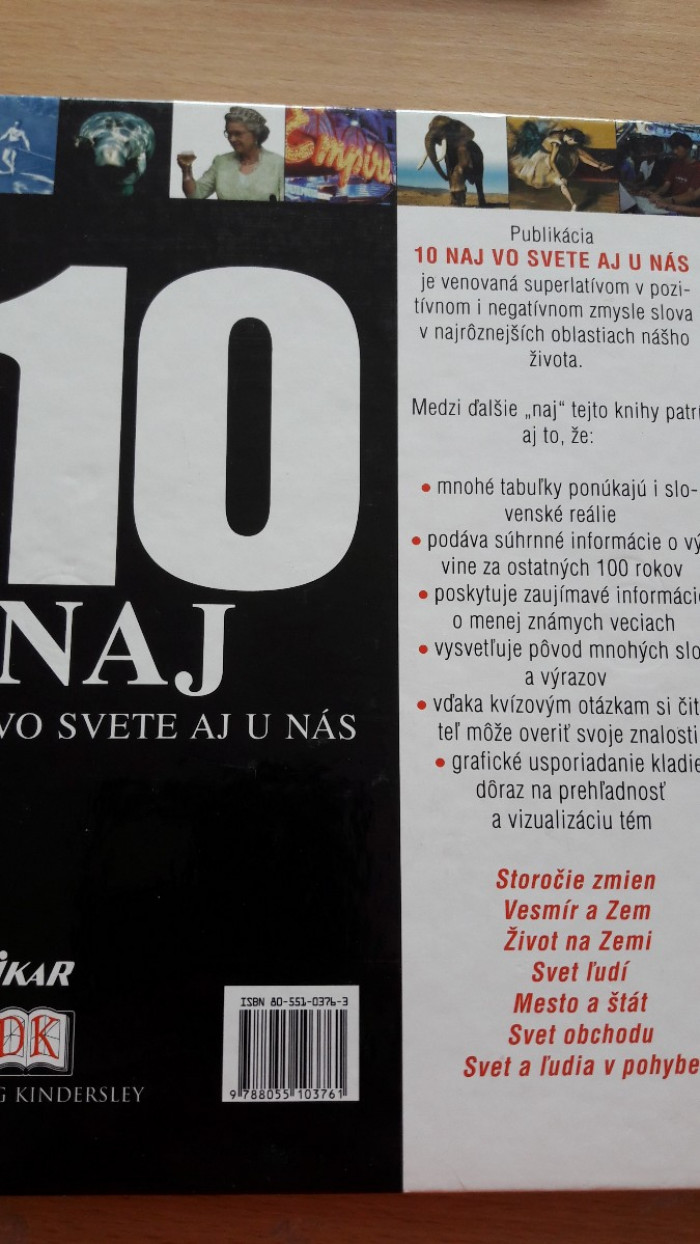 Empire
10
NAJ
VO SVETE AJ U NÁS
IKAR
DK
G KINDERSLEY
ISBN 80-551-0376-3
9 788055 103761
Publikácia
10 NAJ VO SVETE AJ U NÁS
je venovaná superlatívom v pozi-
tívnom i negatívnom zmysle slova
v najrôznejších oblastiach nášho
života.
Medzi ďalšie „naj“ tejto knihy patrí
aj to, že:
• mnohé tabuľky ponúkajú i slo-
venské reálie
• podáva súhrnné informácie o vý
vine za ostatných 100 rokov
• poskytuje zaujímavé informácie
o menej známych veciach
• vysvetľuje pôvod mnohých slo
a výrazov
• vďaka kvízovým otázkam si čit
teľ môže overiť svoje znalosti
• grafické usporiadanie kladie
dôraz na prehľadnosť
a vizualizáciu tém
Storočie zmien
Vesmír a Zem
Život na Zemi
Svet ľudí
Mesto a štát
Svet obchodu
Svet a ľudia v pohybe